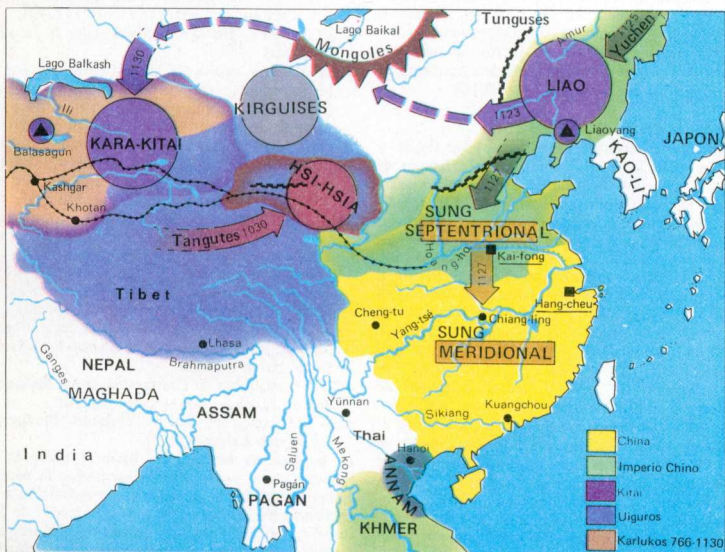 Lago Baikal
Tunguses
Amur
1125
Yuchen
Mongoles
1130
Lago Balkash
Ili
KIRGUISES
LIAO
1123
KARA-KITAI
Balasagun
Liaoyang
JAPON
KAO-LI
HSI-HSIA
1127
Kashgar
Khotan
SUNG
SEPTENTRIONAL
Tangutes 1030
Hoang-ho
Kai-fong
1127
Hang-cheu
Tibet
Cheng-tu
Yang-tsé
Chiang-ling
SUNG
MERIDIONAL
Lhasa
Brahmaputra
NEPAL
Ganges
MAGHADA
ASSAM
Yünnan
Sikiang
Kuangchou
Thai
Hanoi
India
Saluen
Mekong
Pagán
PAGAN
ANNAM
KHMER
China
Imperio Chino
Kitai
Uiguros
Karlukos 766-1130